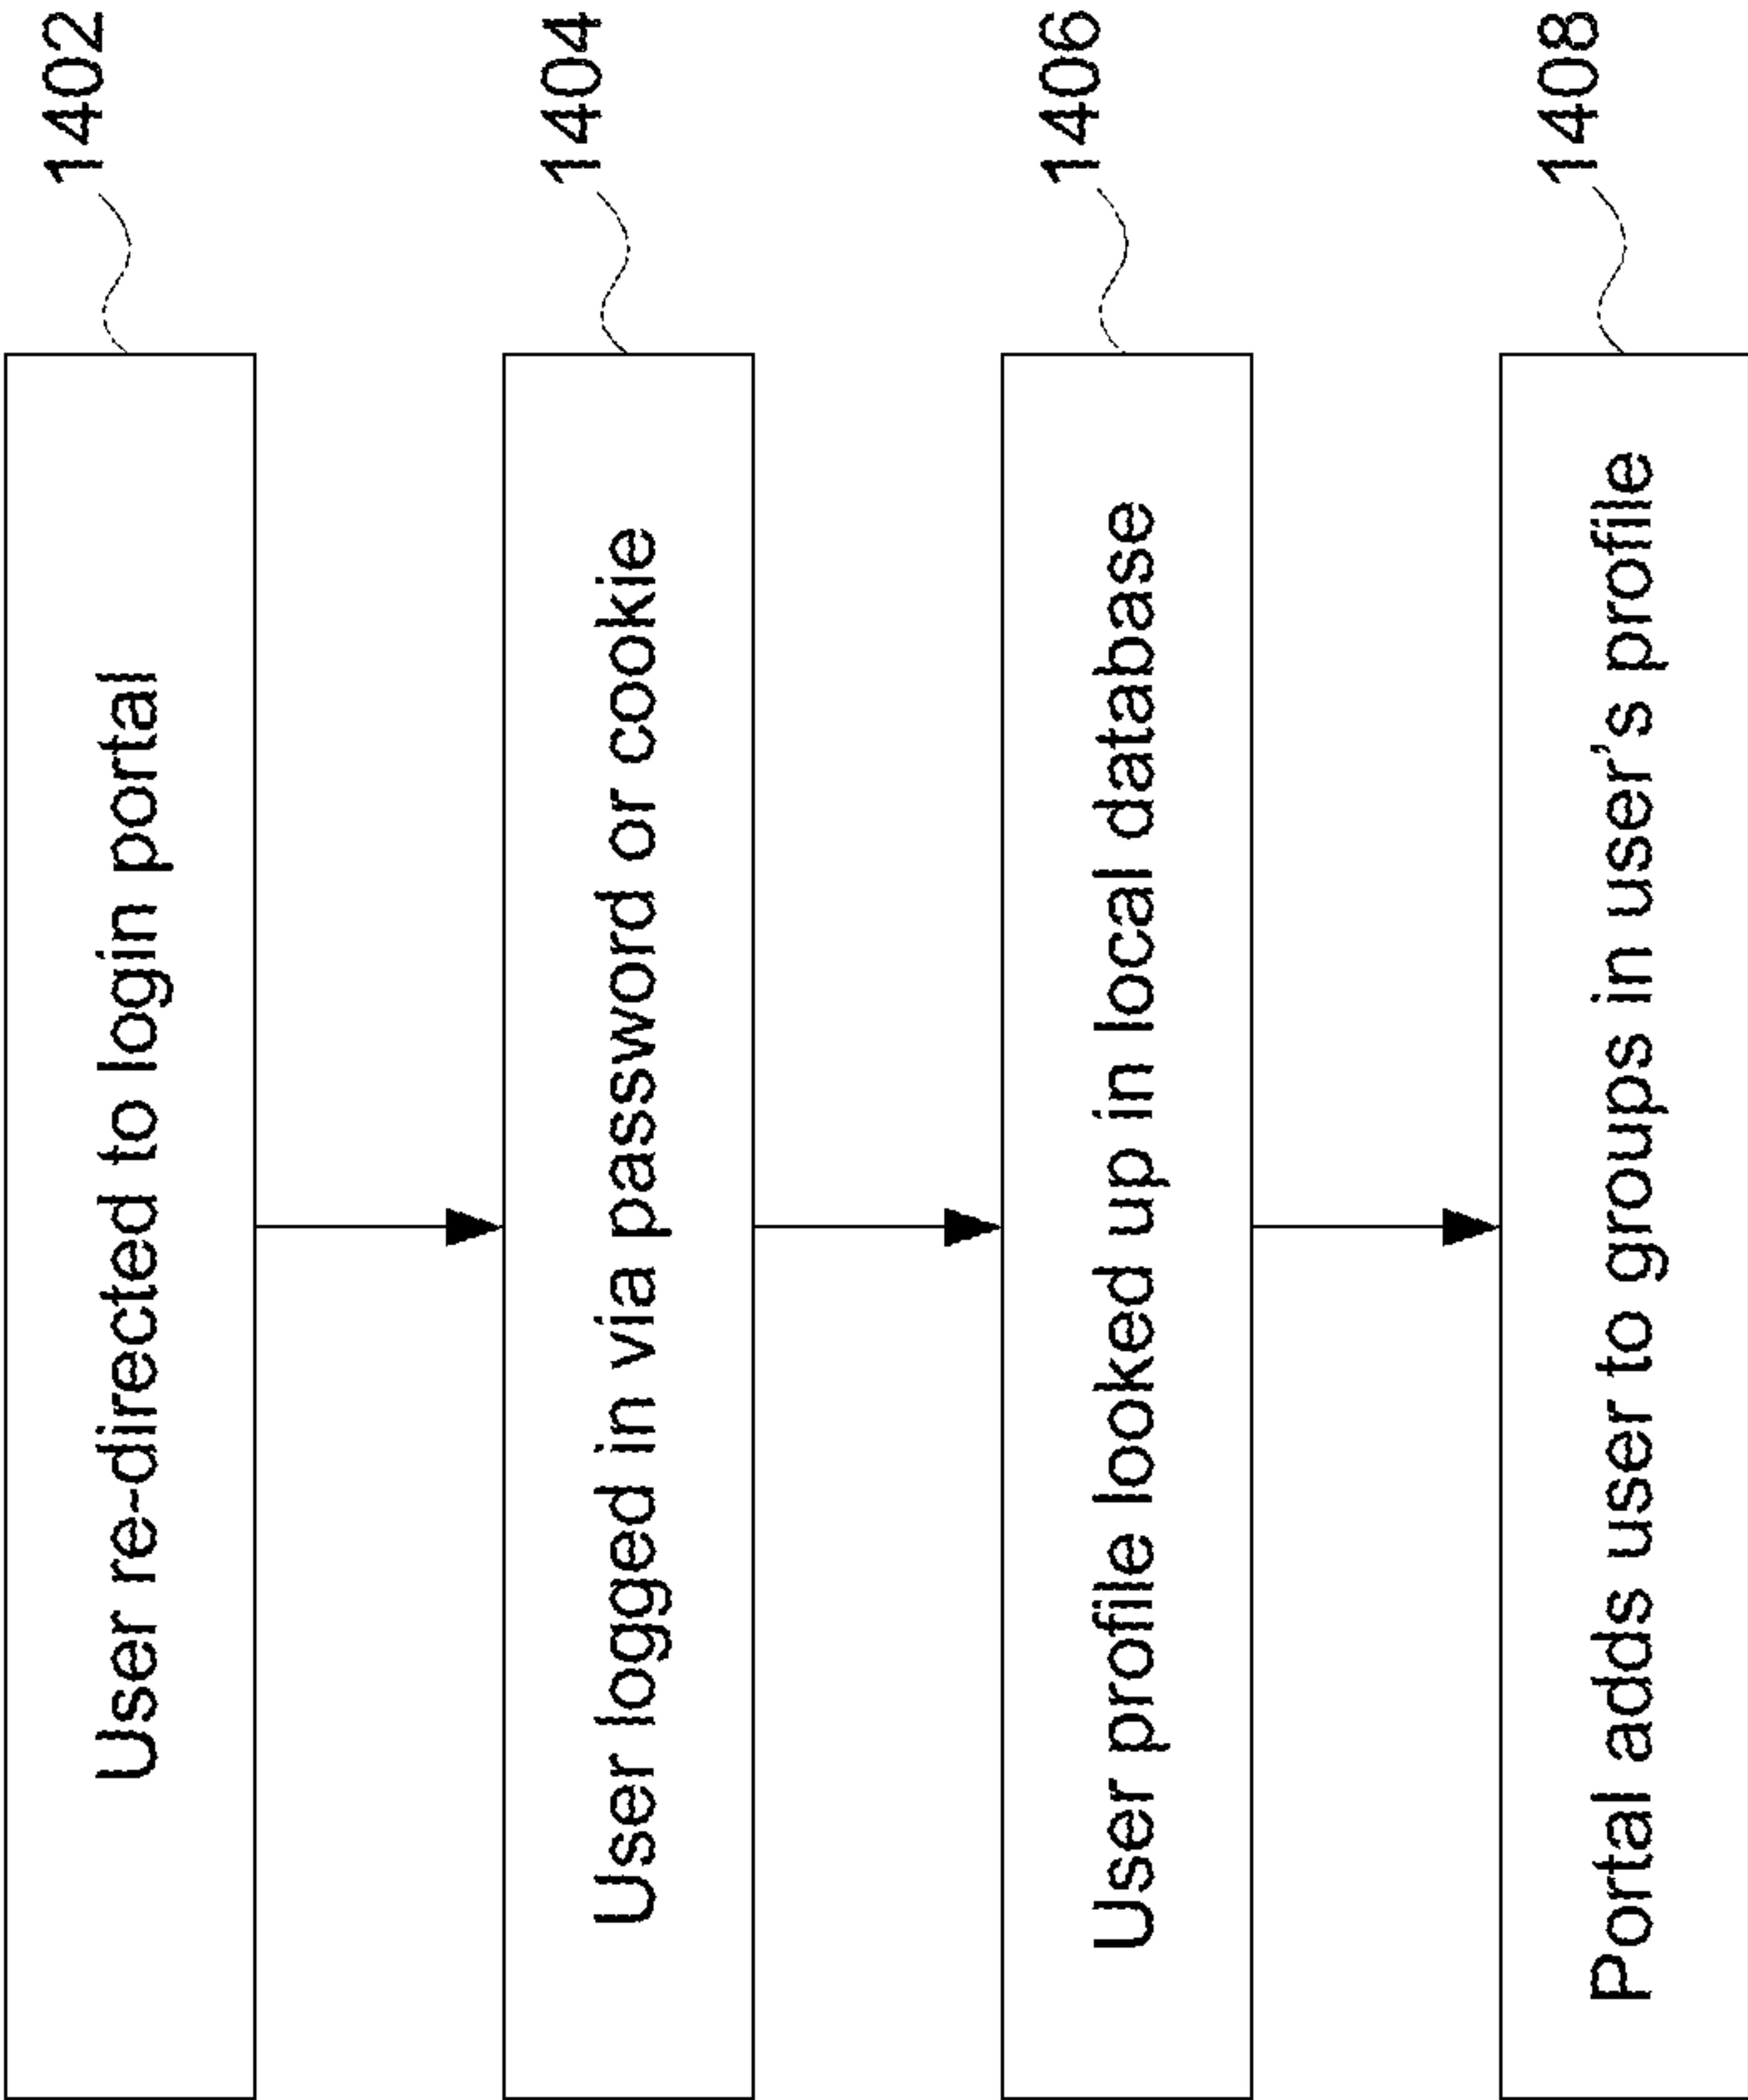 User re-directed to login portal
1402
User logged in via password or cookie
1404
User profile looked up in local database
1406
Portal adds user to groups in user's profile
1408